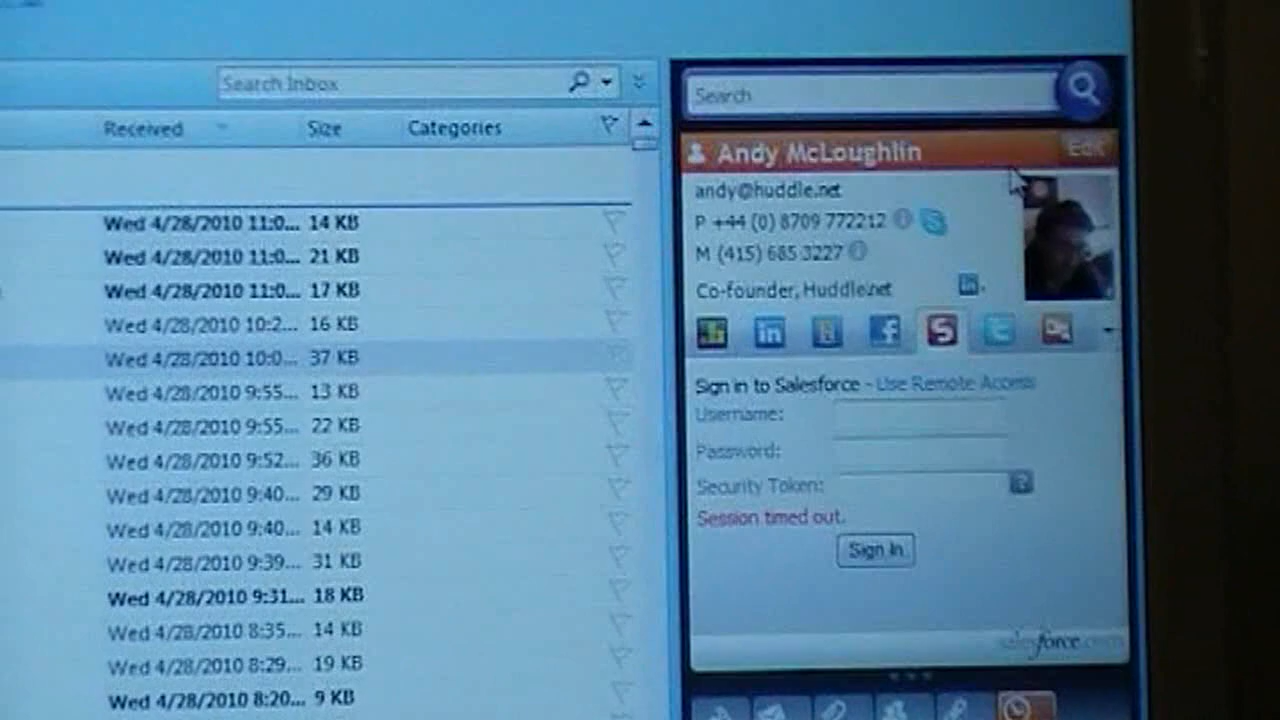 Search Inbox
Received Size Categories
Wed 4/28/2010 11:0... 14 KB
Wed 4/28/2010 11:0... 21 KB
Wed 4/28/2010 11:0... 17 KB
Wed 4/28/2010 10:2... 16 KB
Wed 4/28/2010 10:0... 37 KB
Wed 4/28/2010 9:55... 13 KB
Wed 4/28/2010 9:55... 22 KB
Wed 4/28/2010 9:52... 36 KB
Wed 4/28/2010 9:40... 29 KB
Wed 4/28/2010 9:40... 14 KB
Wed 4/28/2010 9:39... 31 KB
Wed 4/28/2010 9:31... 18 KB
Wed 4/28/2010 8:35... 14 KB
Wed 4/28/2010 8:29... 19 KB
Wed 4/28/2010 8:20... 9 KB
Search
Andy McLoughlin Edit
andy@huddle.net
P +44 (0) 8709 772212
M (415) 685 3227
Co-founder, Huddle.net in
in f S t
Sign in to Salesforce - Use Remote Access
Username:
Password:
Security Token: ?
Session timed out.
Sign In
salesforce.com